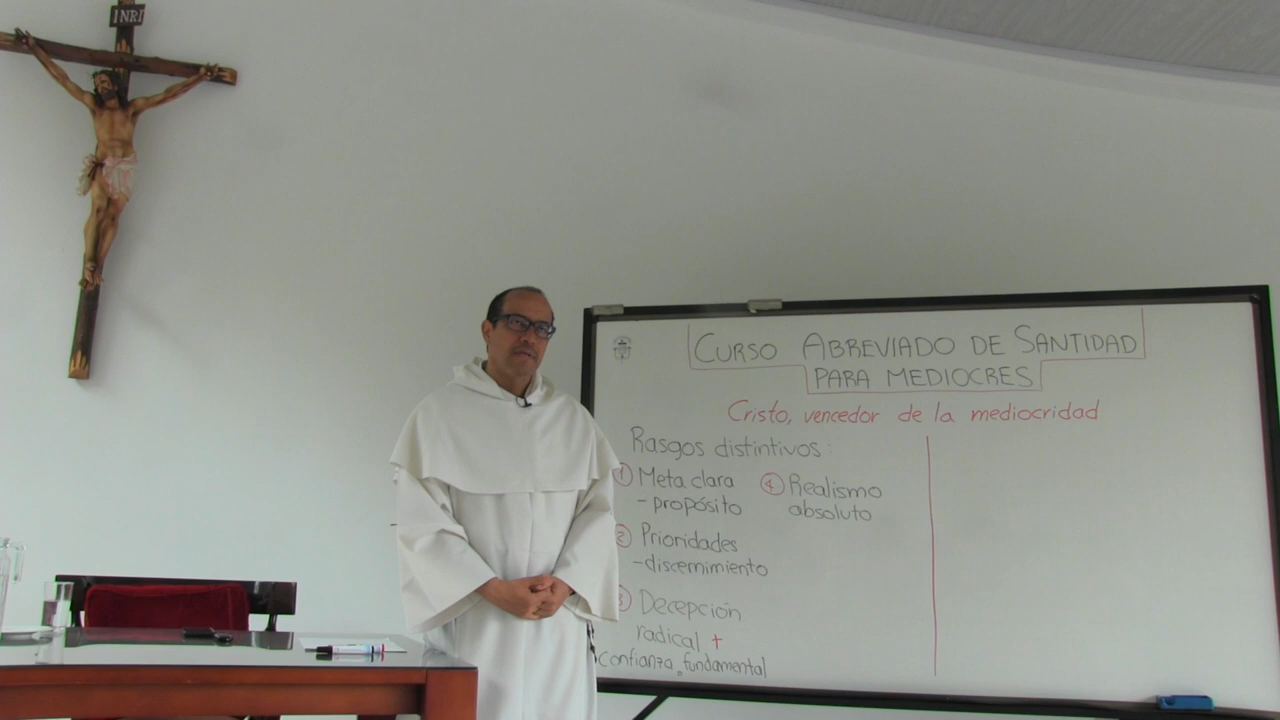 INRI
CURSO ABREVIADO DE SANTIDAD
PARA MEDIOCRES
Cristo, vencedor de la mediocridad
Rasgos distintivos:
① Meta clara
- propósito
② Prioridades
- discernimiento
③ Decepción
radical +
confianza fundamental
④ Realismo
absoluto